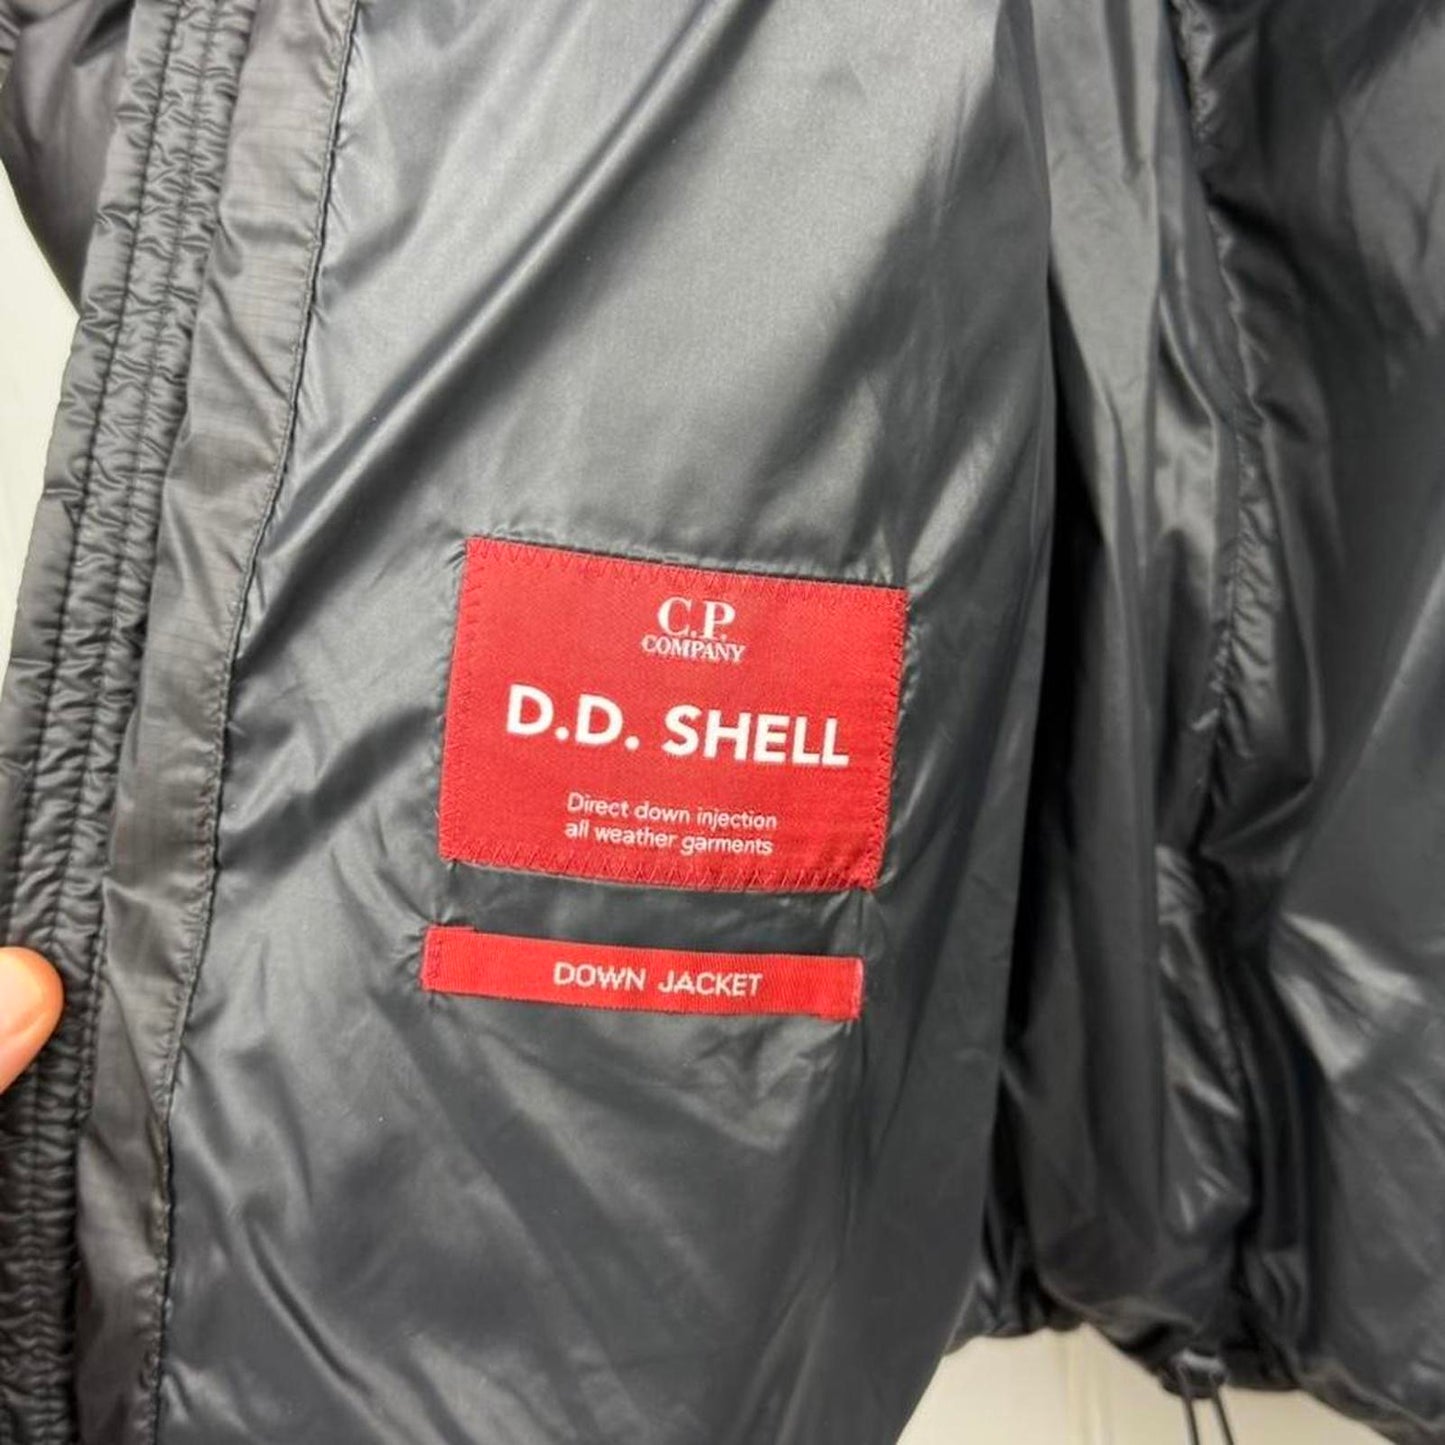 C.P.
COMPANY
D.D. SHELL
Direct down injection
all weather garments
DOWN JACKET